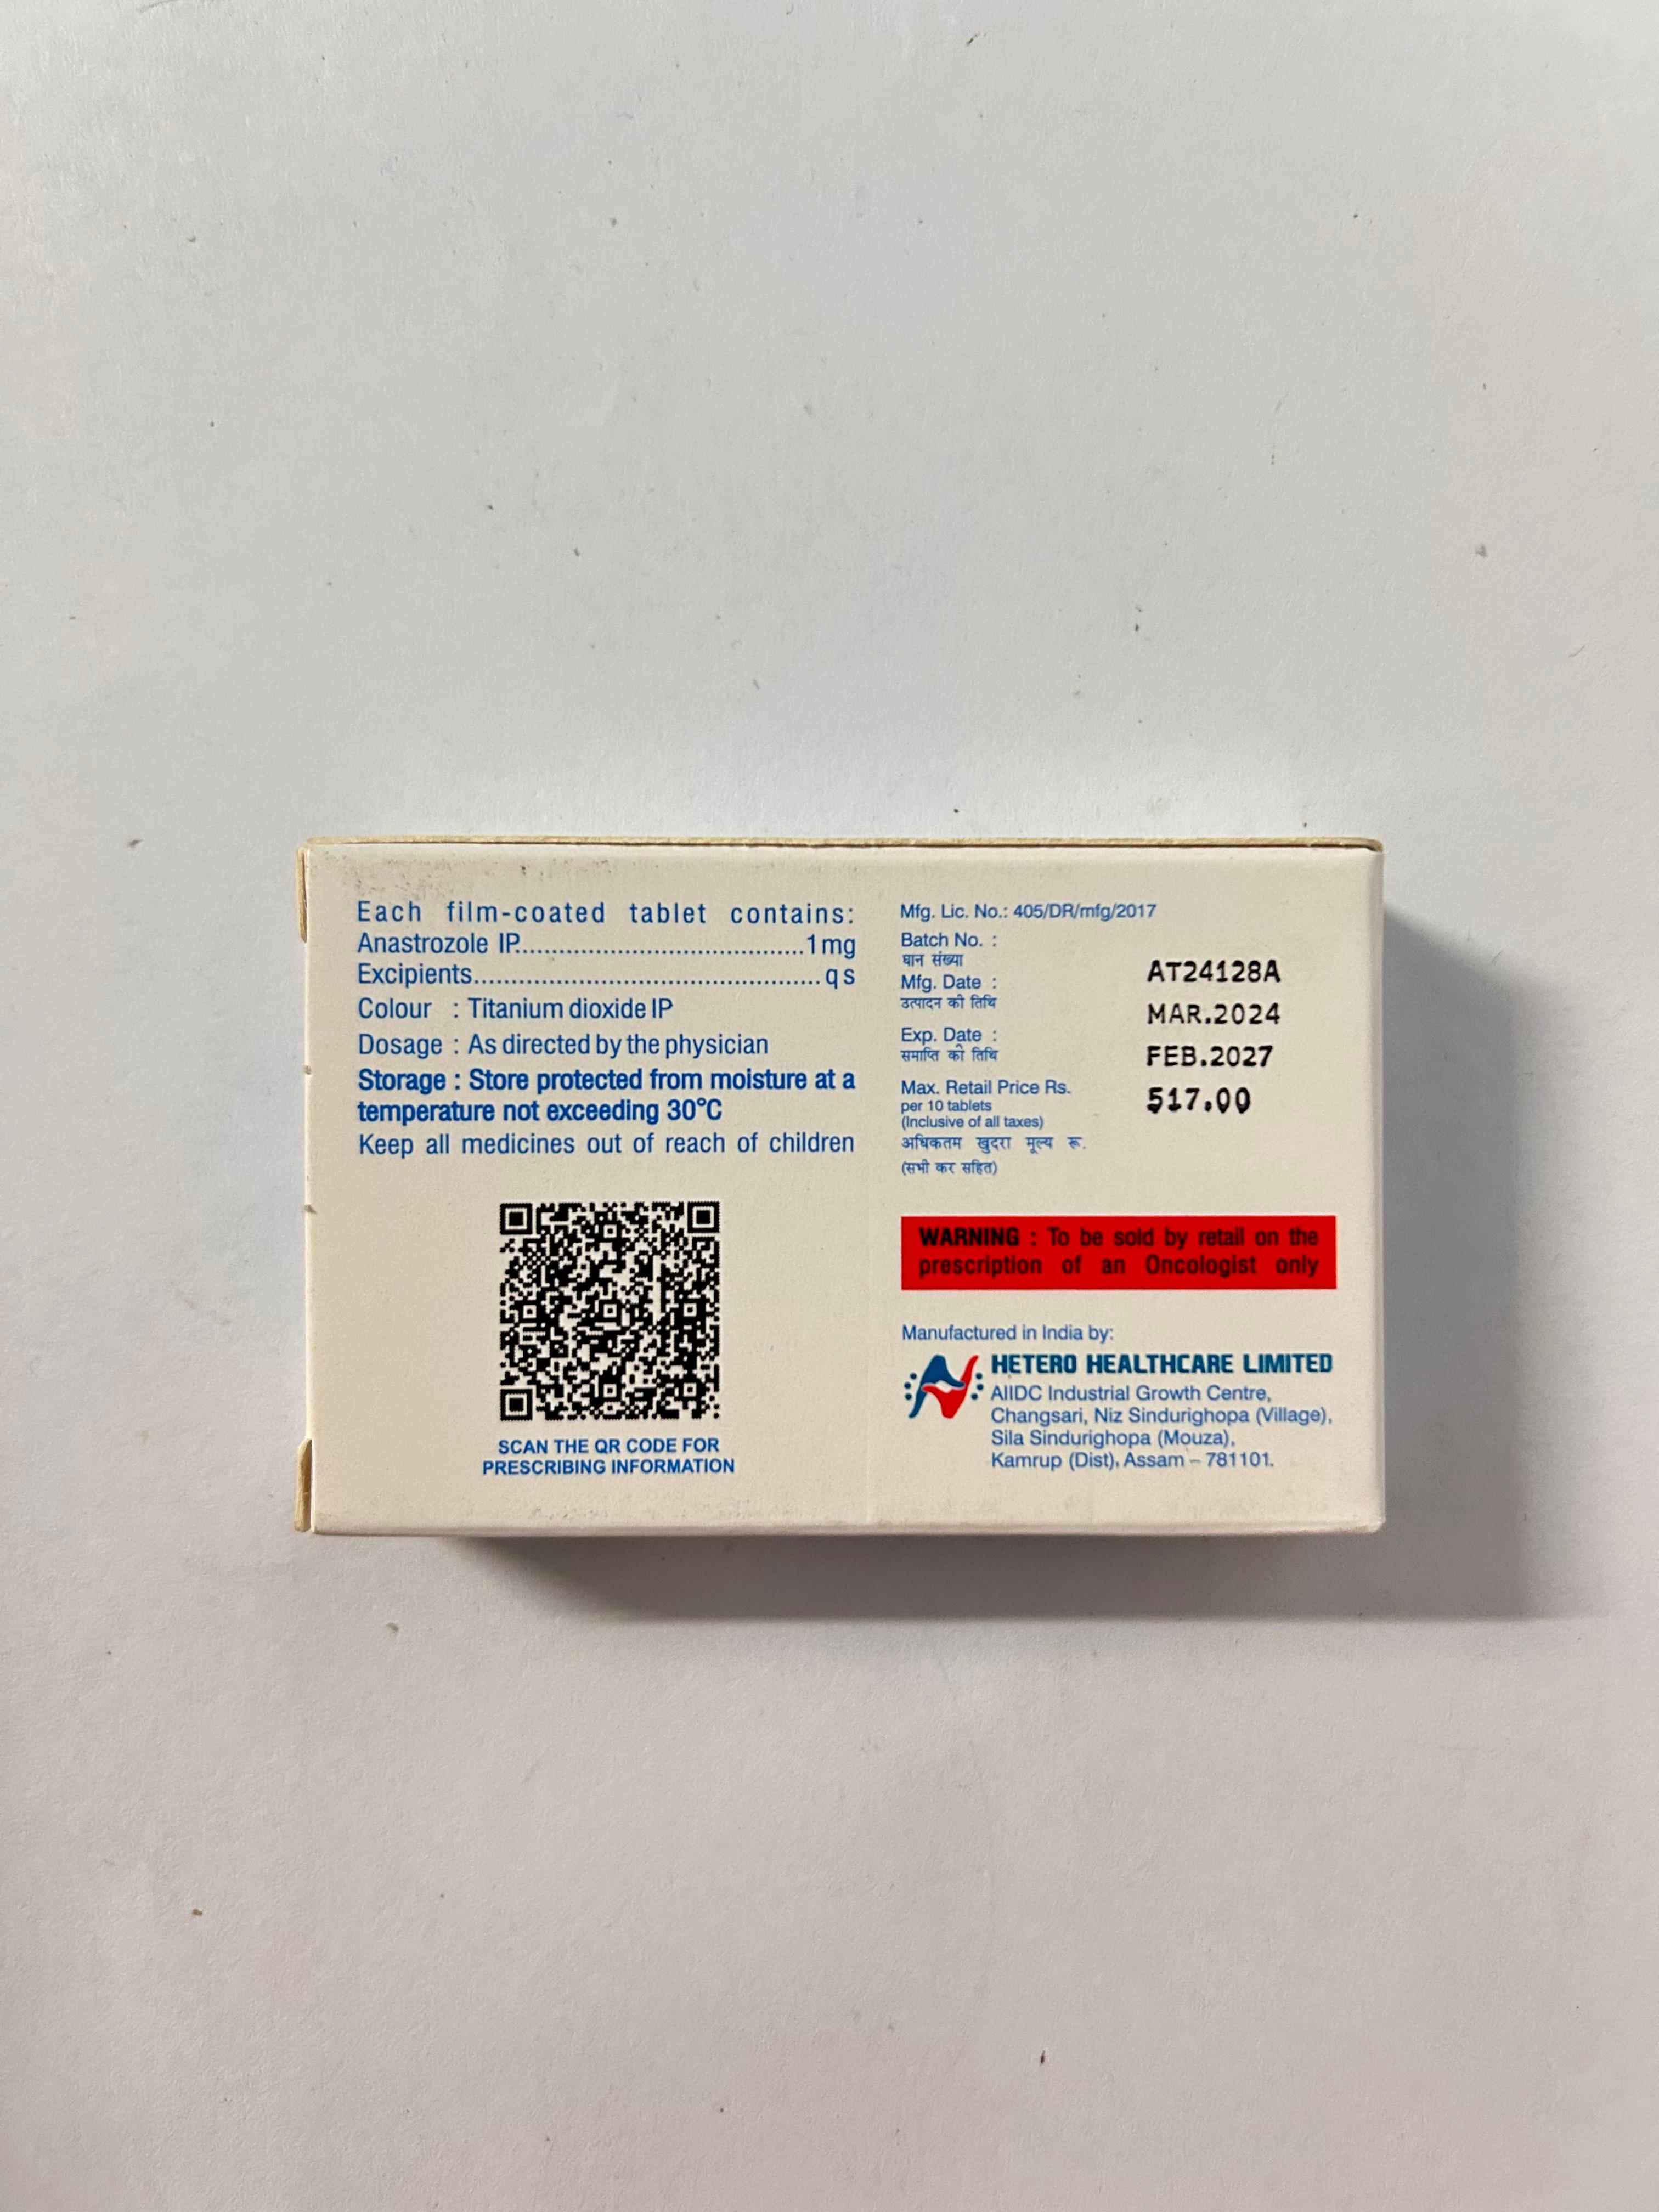 Each film-coated tablet contains:
Anastrozole IP......................................1mg
Excipients...............................................q s
Colour : Titanium dioxide IP
Dosage : As directed by the physician
Storage : Store protected from moisture at a
temperature not exceeding 30°C
Keep all medicines out of reach of children
SCAN THE QR CODE FOR
PRESCRIBING INFORMATION
Mfg. Lic. No.: 405/DR/mfg/2017
Batch No. :
घान संख्या
AT24128A
Mfg. Date :
उत्पादन की तिथि
MAR.2024
Exp. Date :
समाप्ति की तिथि
FEB.2027
Max. Retail Price Rs.
517.00
per 10 tablets
(Inclusive of all taxes)
अधिकतम खुदरा मूल्य रू.
(सभी कर सहित)
WARNING : To be sold by retail on the
prescription of an Oncologist only
Manufactured in India by:
HETERO HEALTHCARE LIMITED
AIIDC Industrial Growth Centre,
Changsari, Niz Sindurighopa (Village),
Sila Sindurighopa (Mouza),
Kamrup (Dist), Assam – 781101.